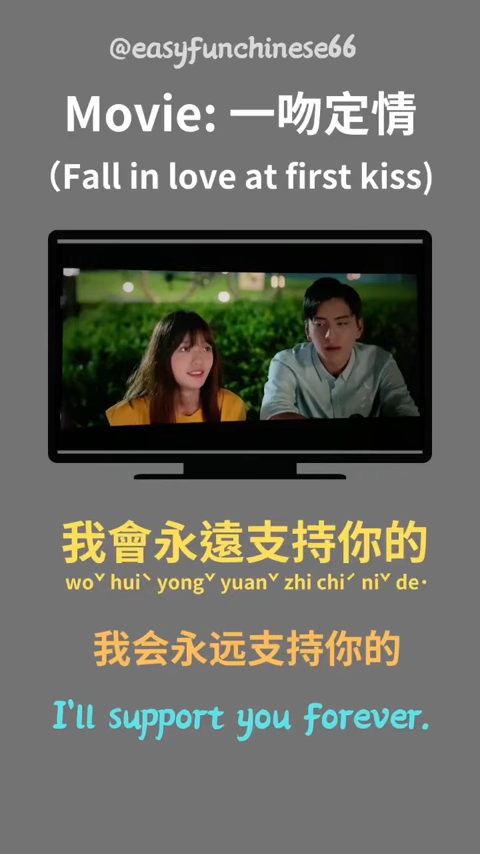 @easyfunchinese66
Movie: 一吻定情
(Fall in love at first kiss)
我會永遠支持你的
woˇ huiˋ yongˇ yuanˇ zhi chiˊ niˇ de·
我会永远支持你的
I'll support you forever.